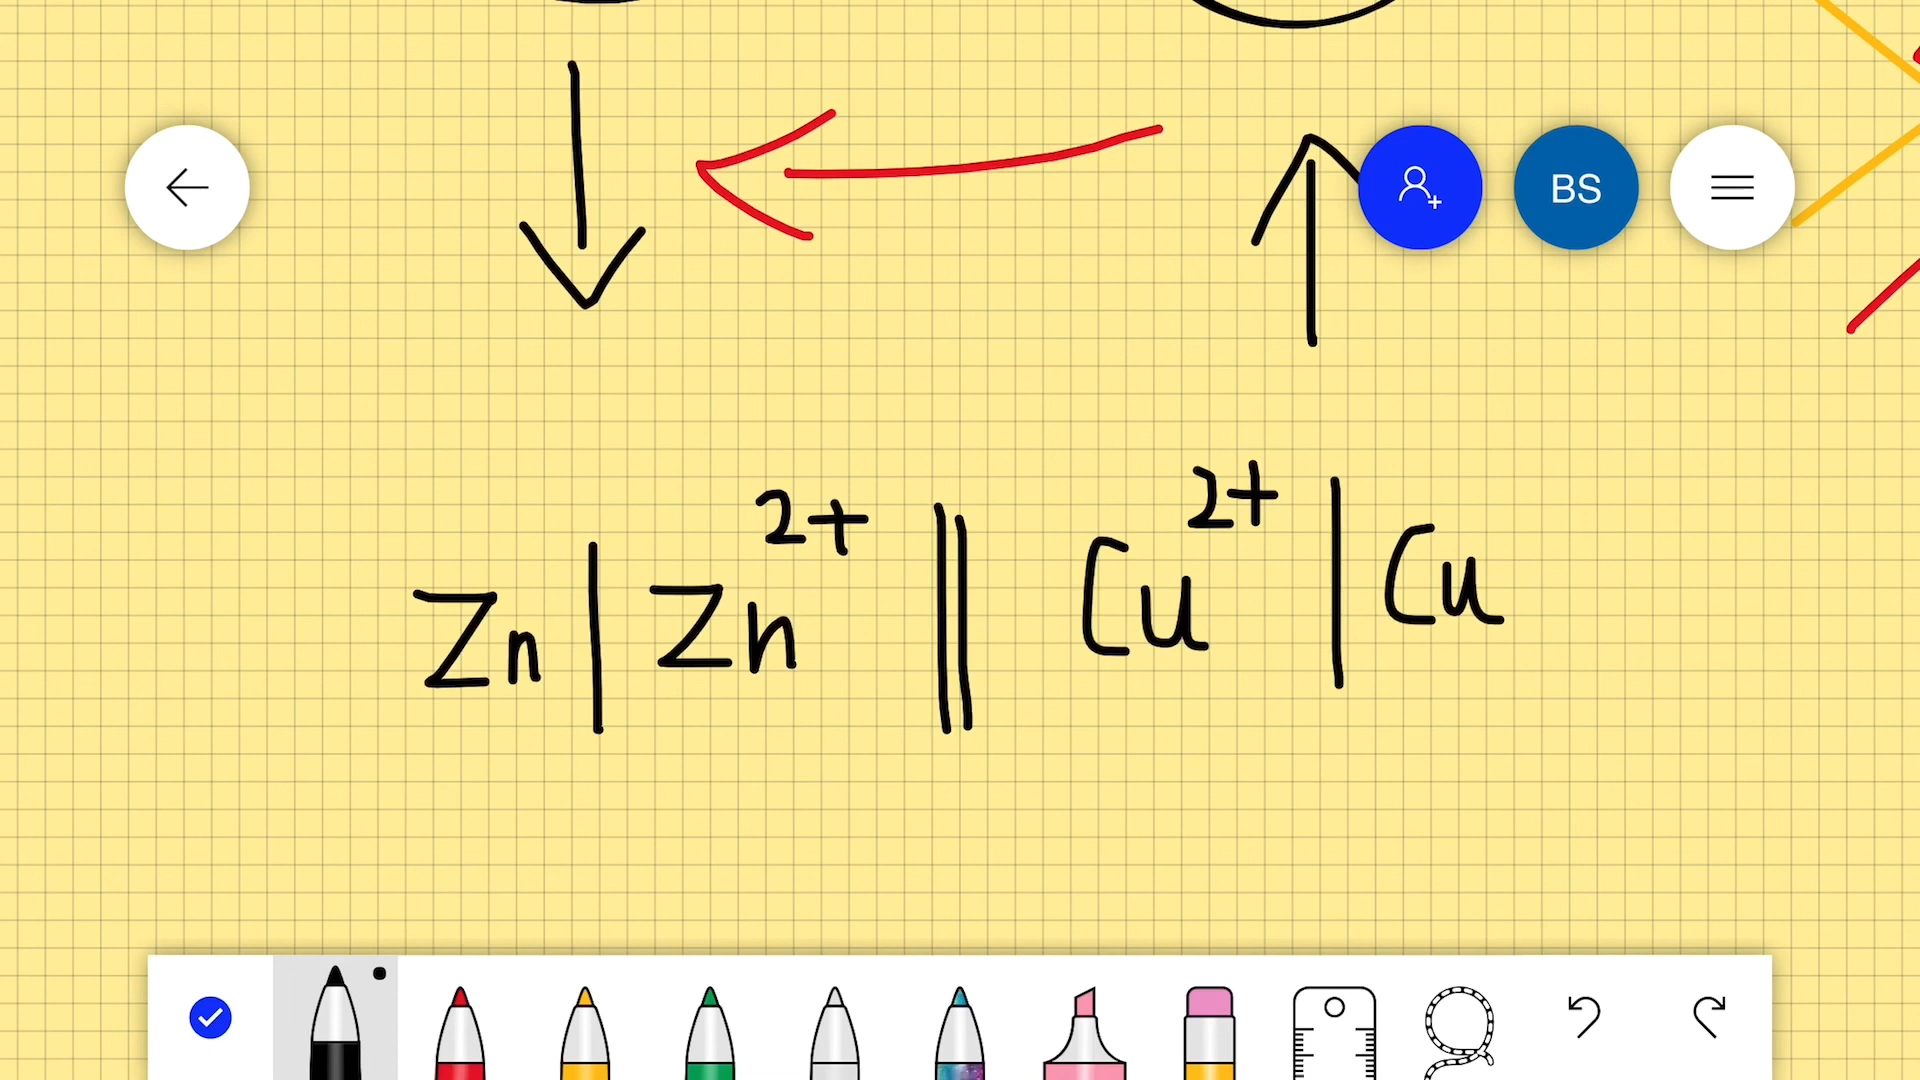 BS
Zn | Zn²⁺ || Cu²⁺ | Cu